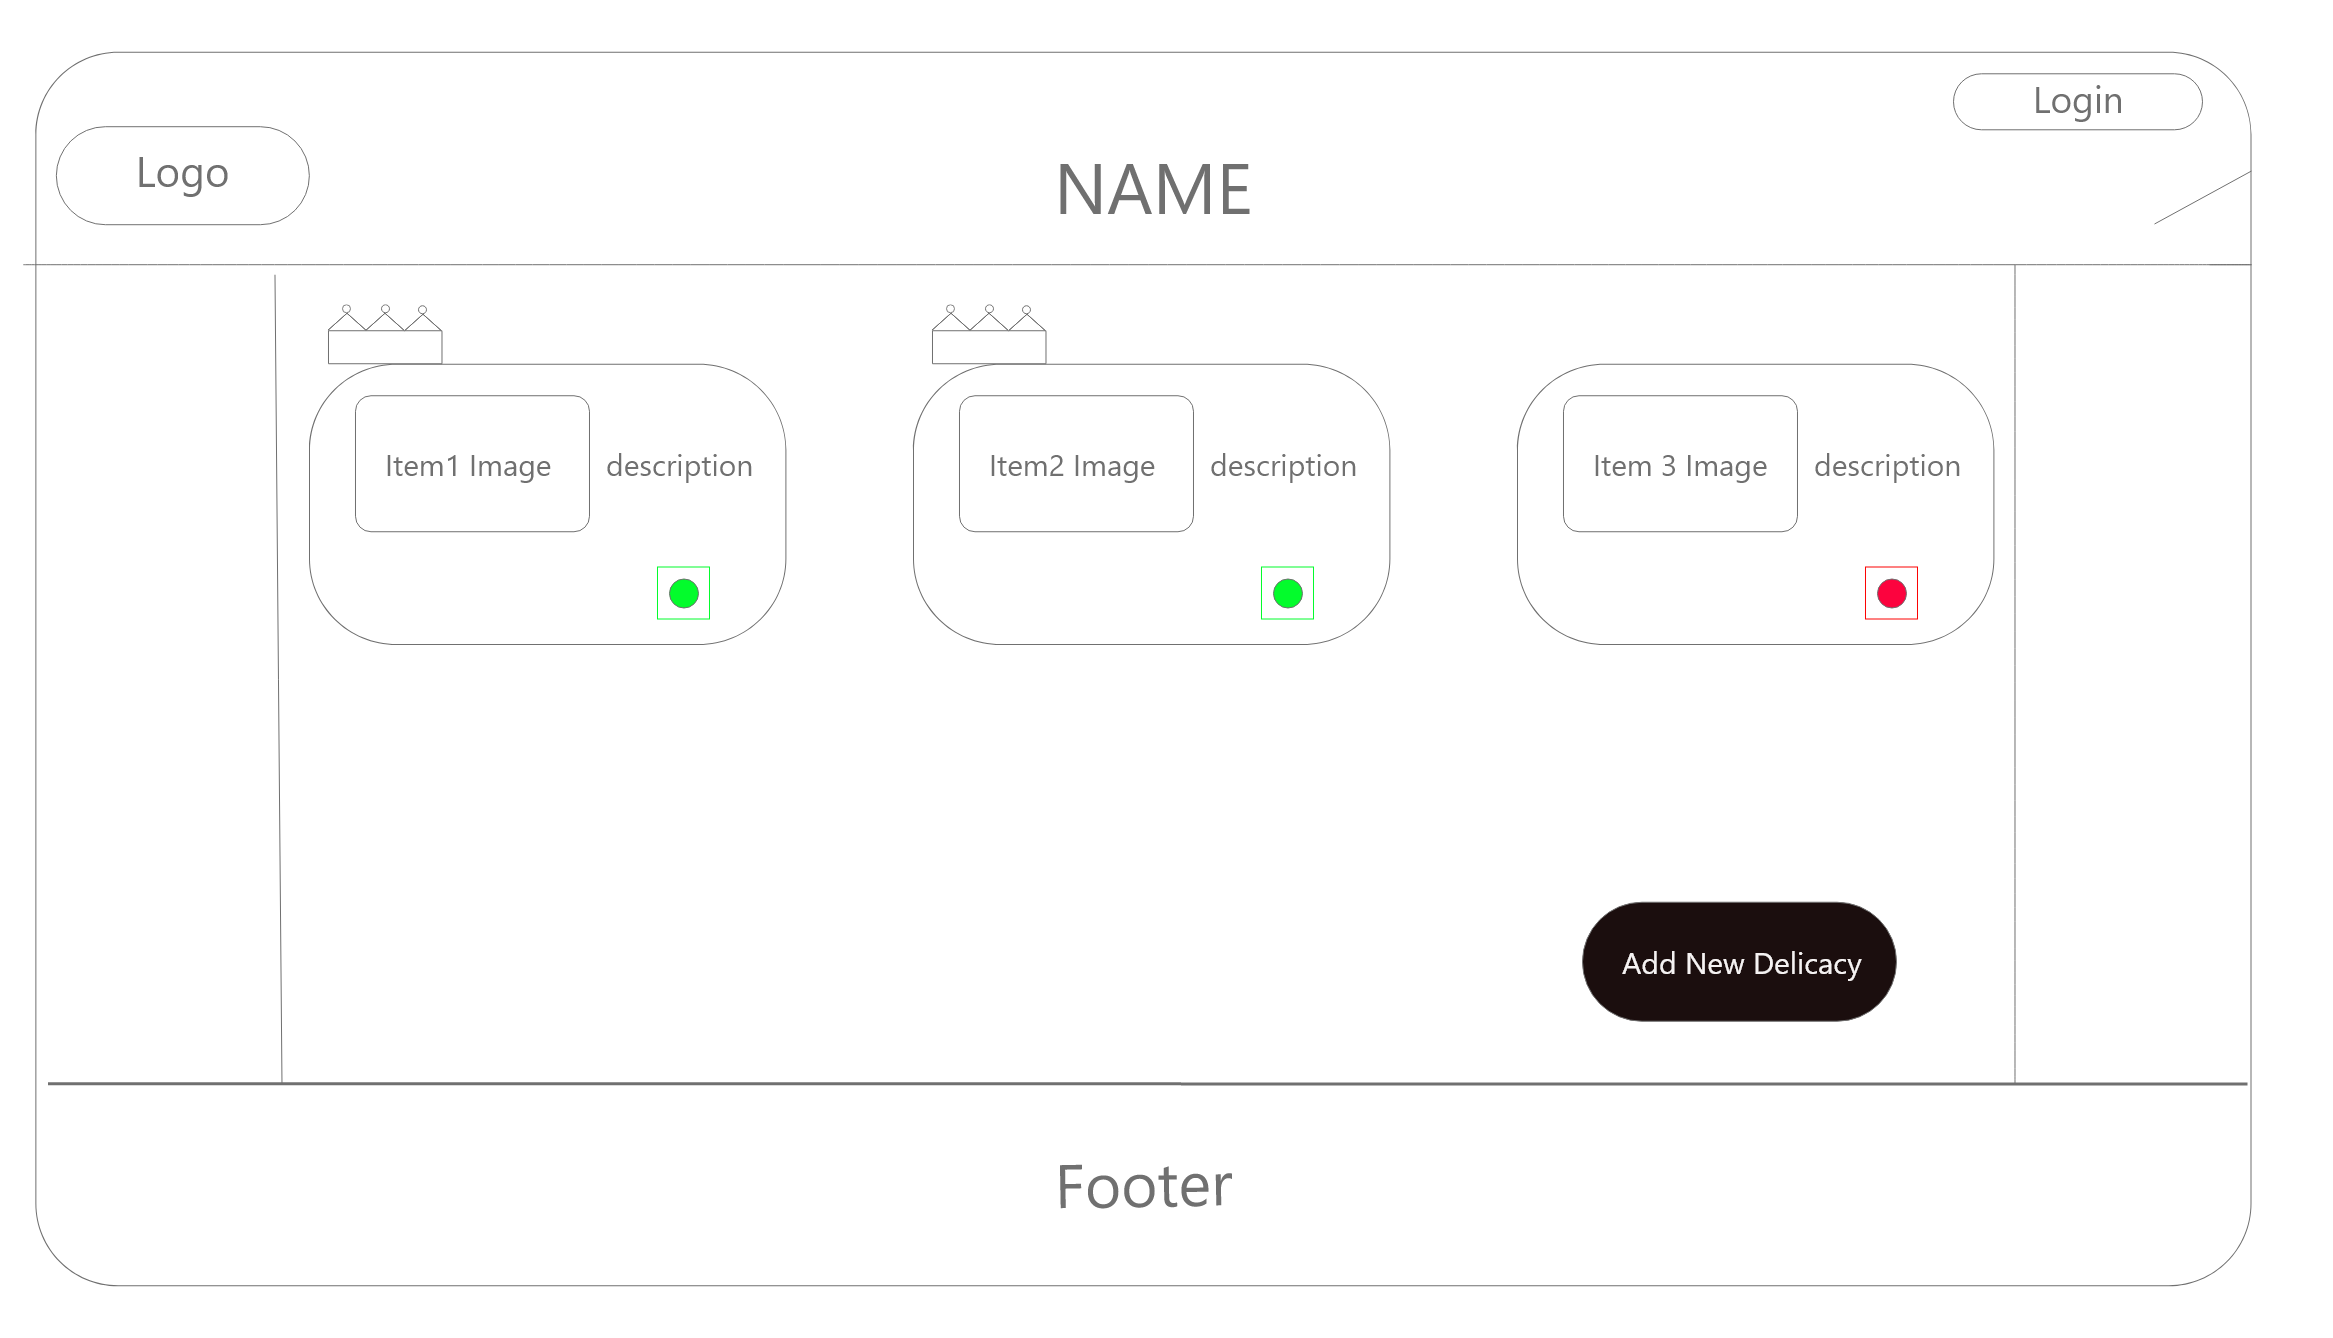 Login
Logo
NAME
Item1 Image
description
Item2 Image
description
Item 3 Image
description
Add New Delicacy
Footer